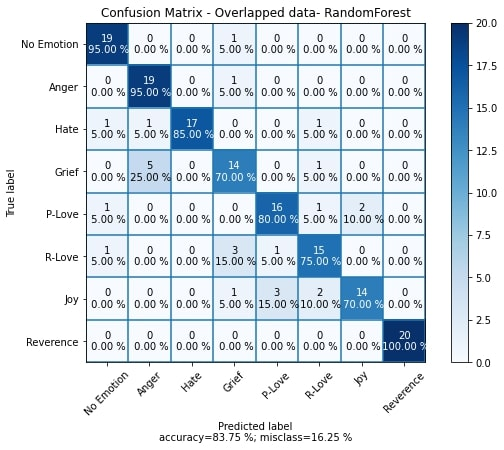 Confusion Matrix - Overlapped data- RandomForest
No Emotion 19 0 0 1 0 0 0 0
95.00 % 0.00 % 0.00 % 5.00 % 0.00 % 0.00 % 0.00 % 0.00 %
Anger 0 19 0 1 0 0 0 0
0.00 % 95.00 % 0.00 % 5.00 % 0.00 % 0.00 % 0.00 % 0.00 %
Hate 1 1 17 0 0 1 0 0
5.00 % 5.00 % 85.00 % 0.00 % 0.00 % 5.00 % 0.00 % 0.00 %
Grief 0 5 0 14 0 1 0 0
0.00 % 25.00 % 0.00 % 70.00 % 0.00 % 5.00 % 0.00 % 0.00 %
P-Love 1 0 0 0 16 1 2 0
5.00 % 0.00 % 0.00 % 0.00 % 80.00 % 5.00 % 10.00 % 0.00 %
R-Love 1 0 0 3 1 15 0 0
5.00 % 0.00 % 0.00 % 15.00 % 5.00 % 75.00 % 0.00 % 0.00 %
Joy 0 0 0 1 3 2 14 0
0.00 % 0.00 % 0.00 % 5.00 % 15.00 % 10.00 % 70.00 % 0.00 %
Reverence 0 0 0 0 0 0 0 20
0.00 % 0.00 % 0.00 % 0.00 % 0.00 % 0.00 % 0.00 % 100.00 %
True label
No Emotion Anger Hate Grief P-Love R-Love Joy Reverence
Predicted label
accuracy=83.75 %; misclass=16.25 %
20.0
17.5
15.0
12.5
10.0
7.5
5.0
2.5
0.0